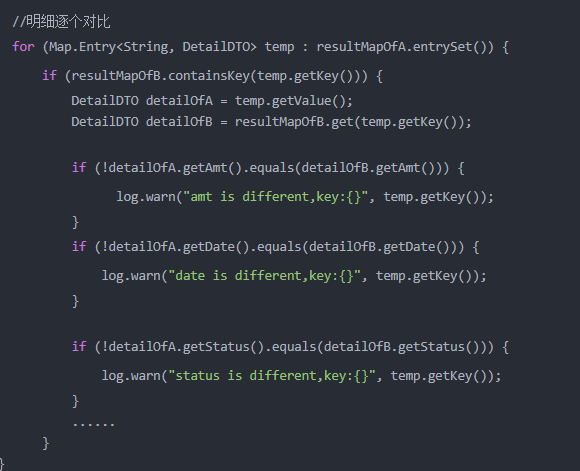 //明细逐个对比
for (Map.Entry<String, DetailDTO> temp : resultMapOfA.entrySet()) {
if (resultMapOfB.containsKey(temp.getKey())) {
DetailDTO detailOfA = temp.getValue();
DetailDTO detailOfB = resultMapOfB.get(temp.getKey());
if (!detailOfA.getAmt().equals(detailOfB.getAmt())) {
log.warn("amt is different,key:{}", temp.getKey());
}
if (!detailOfA.getDate().equals(detailOfB.getDate())) {
log.warn("date is different,key:{}", temp.getKey());
}
if (!detailOfA.getStatus().equals(detailOfB.getStatus())) {
log.warn("status is different,key:{}", temp.getKey());
}
......
}
}